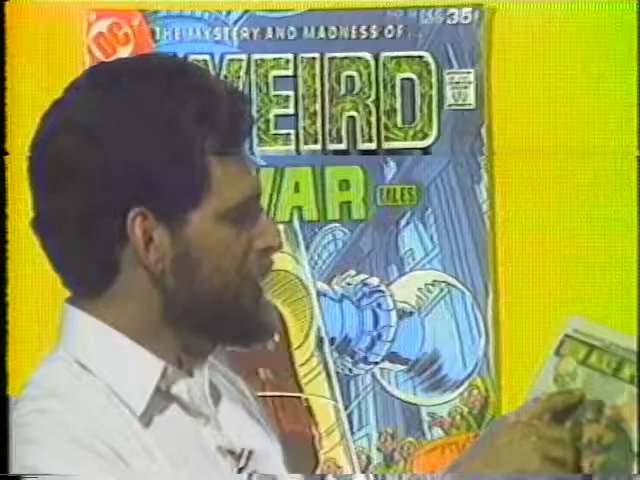 DC
THE MYSTERY AND MADNESS OF...
35¢
WEIRD
WAR
TALES